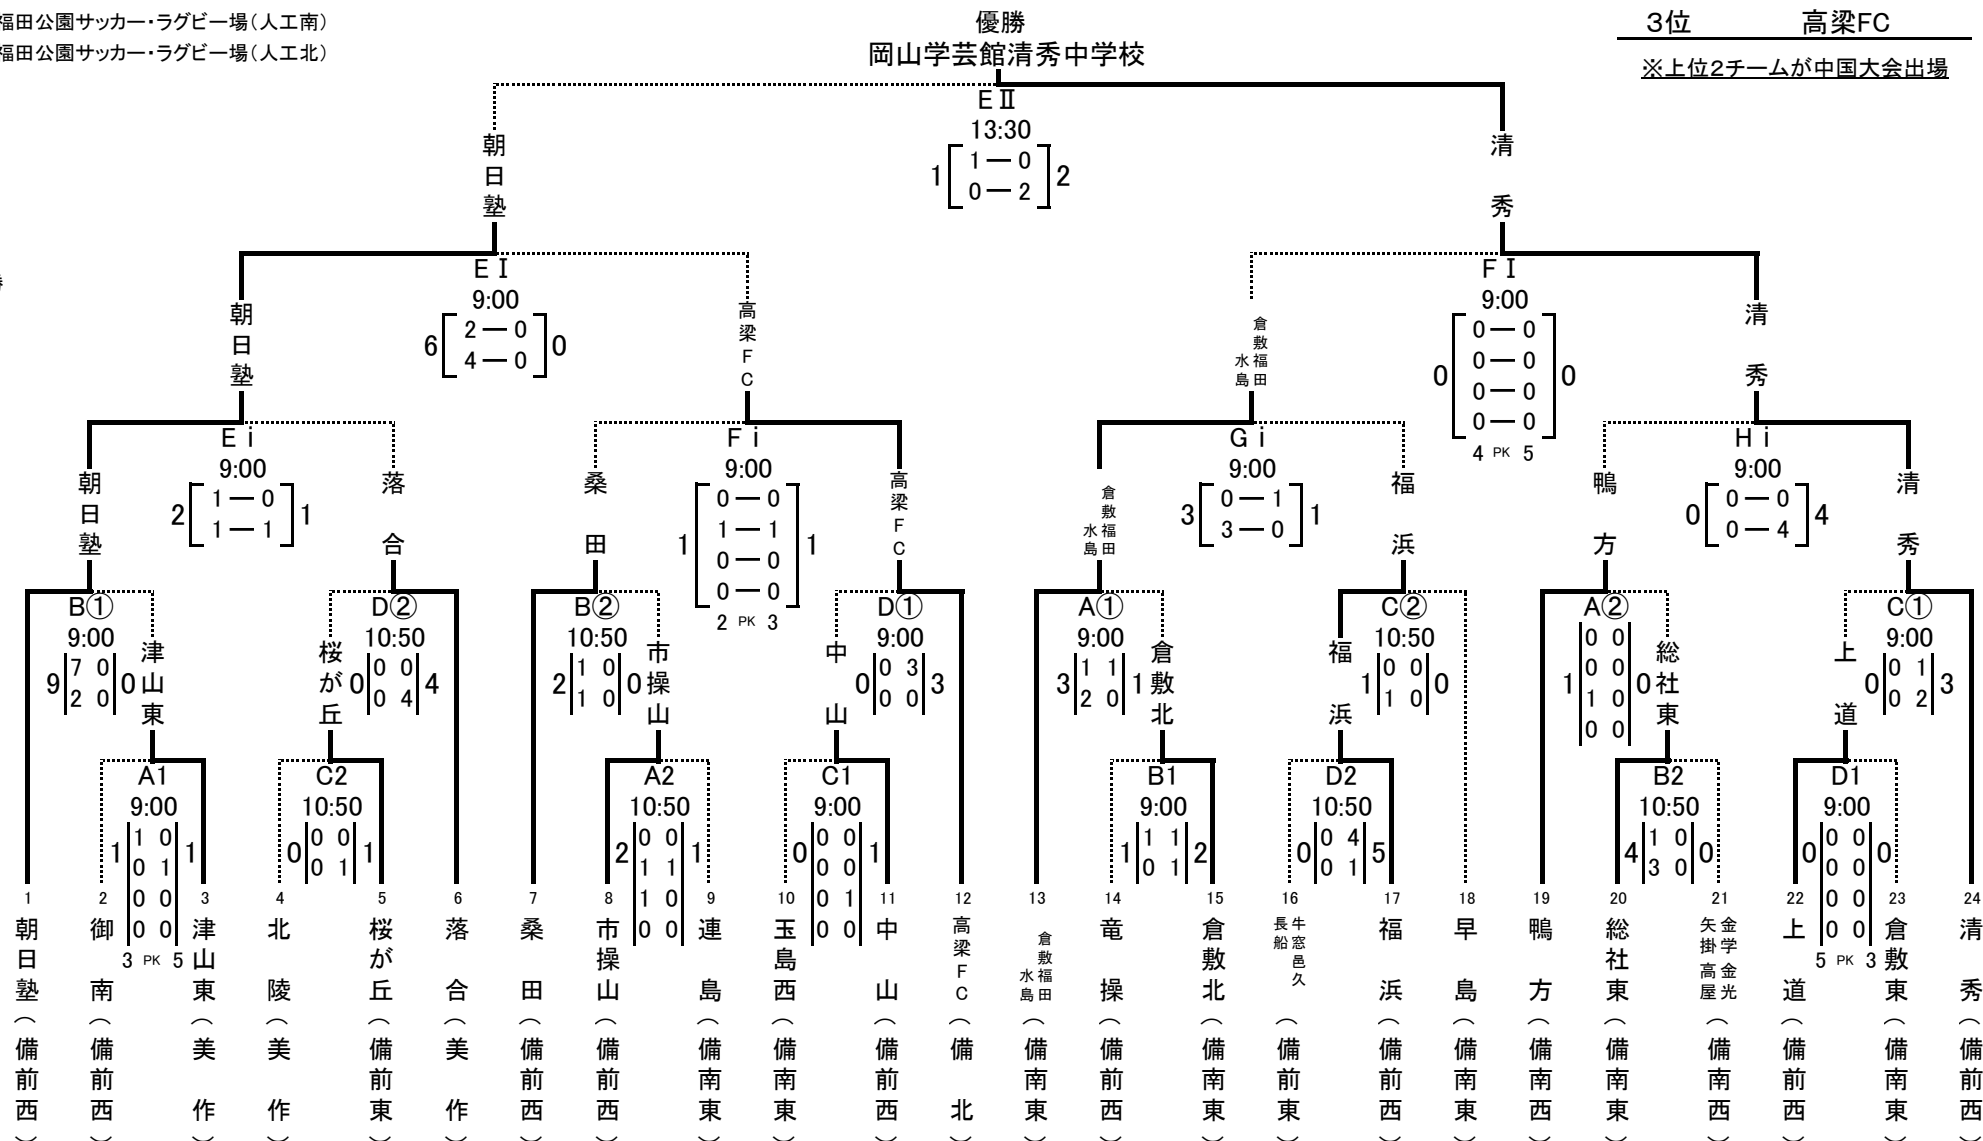 福田公園サッカー・ラグビー場(人工南)
福田公園サッカー・ラグビー場(人工北)
優勝
岡山学芸館清秀中学校
3位 高梁FC
※上位2チームが中国大会出場
EⅡ
13:30
1 1 — 0 2
0 — 2
朝日塾
清秀
EⅠ
9:00
6 2 — 0 0
4 — 0
FⅠ
9:00
0 0 — 0 0
0 — 0
0 — 0
0 — 0
4 PK 5
朝日塾
高梁FC
倉敷福田
水島
清秀
Eⅰ
9:00
2 1 — 0 1
1 — 1
Fⅰ
9:00
1 0 — 0 1
1 — 1
0 — 0
0 — 0
2 PK 3
Gⅰ
9:00
3 0 — 1 1
3 — 0
Hⅰ
9:00
0 0 — 0 4
0 — 4
朝日塾
落合
桑田
高梁FC
倉敷福田
水島
福浜
鴨方
清秀
B①
9:00
9 7 0 0
2 0
D②
10:50
0 0 0 4
0 4
B②
10:50
2 1 0 0
1 0
D①
9:00
0 0 3 3
0 0
A①
9:00
3 1 1 1
2 0
C②
10:50
1 0 0 0
1 0
A②
1 0 0 0
0 0
1 0
0 0
C①
9:00
0 0 1 3
0 2
津山東
桜が丘
市操山
中山
倉敷北
福浜
総社東
上道
A1
9:00
1 1 0 1
0 1
0 0
0 0
3 PK 5
C2
10:50
0 0 0 1
0 1
A2
10:50
2 0 0 1
1 1
1 0
0 0
C1
9:00
0 0 0 1
0 0
0 1
0 0
B1
9:00
1 1 1 2
0 1
D2
10:50
0 0 4 5
0 1
B2
10:50
4 1 0 0
3 0
D1
9:00
0 0 0 0
0 0
0 0
0 0
5 PK 3
1 朝日塾(備前西)
2 御南(備前西)
3 津山東(美作)
4 北陵(美作)
5 桜が丘(備前東)
6 落合(美作)
7 桑田(備前西)
8 市操山(備前西)
9 連島(備南東)
10 玉島西(備南東)
11 中山(備前西)
12 高梁FC(備北)
13 倉敷福田 水島(備南東)
14 竜操(備前西)
15 倉敷北(備南東)
16 牛窓邑久 長船(備前東)
17 福浜(備前西)
18 早島(備南東)
19 鴨方(備南西)
20 総社東(備南東)
21 金学 金光 矢掛 高屋(備南西)
22 上道(備前西)
23 倉敷東(備南東)
24 清秀(備前西)